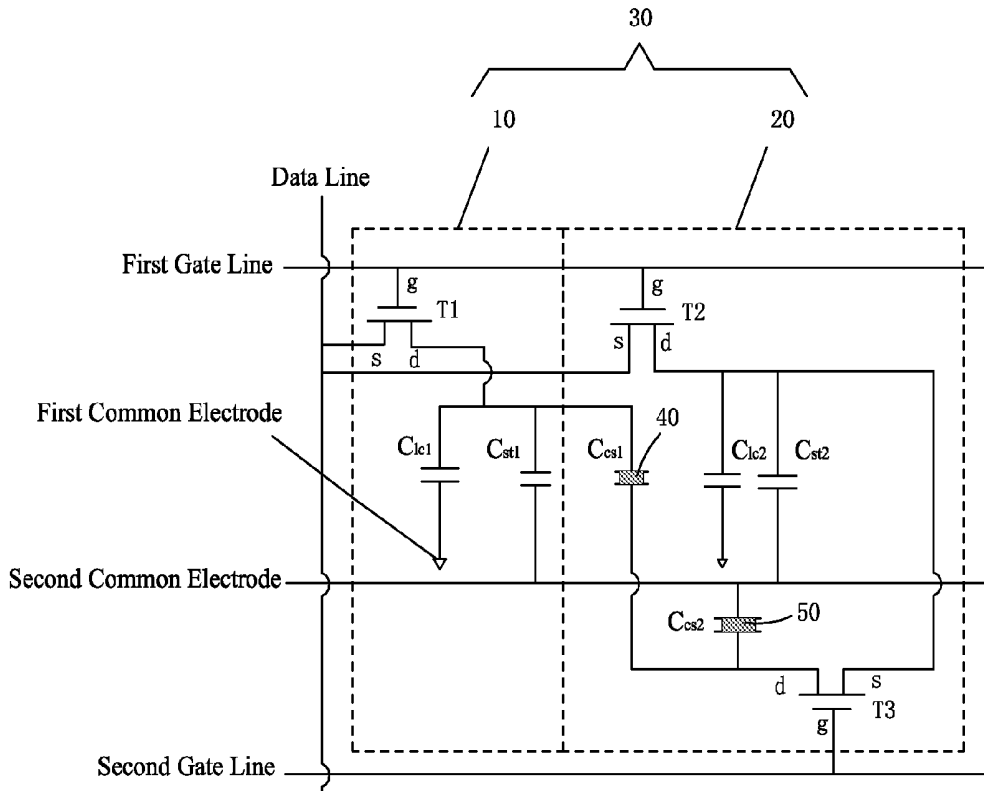 30
10
20
Data Line
First Gate Line
g
T1
g
T2
s
d
s
d
First Common Electrode
Clc1
Cst1
Ccs1
40
Clc2
Cst2
Second Common Electrode
Ccs2
50
d
s
g
T3
Second Gate Line